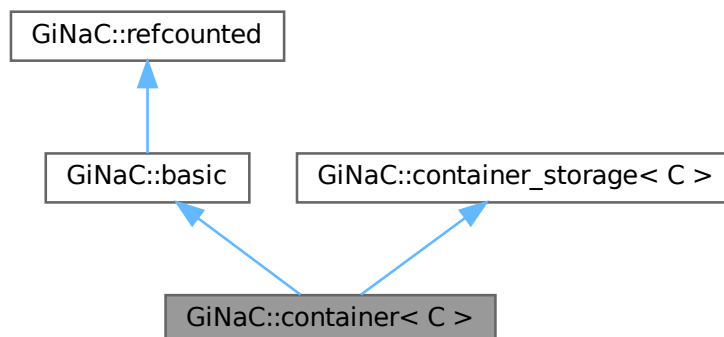 GiNaC::refcounted
GiNaC::basic
GiNaC::container_storage< C >
GiNaC::container< C >